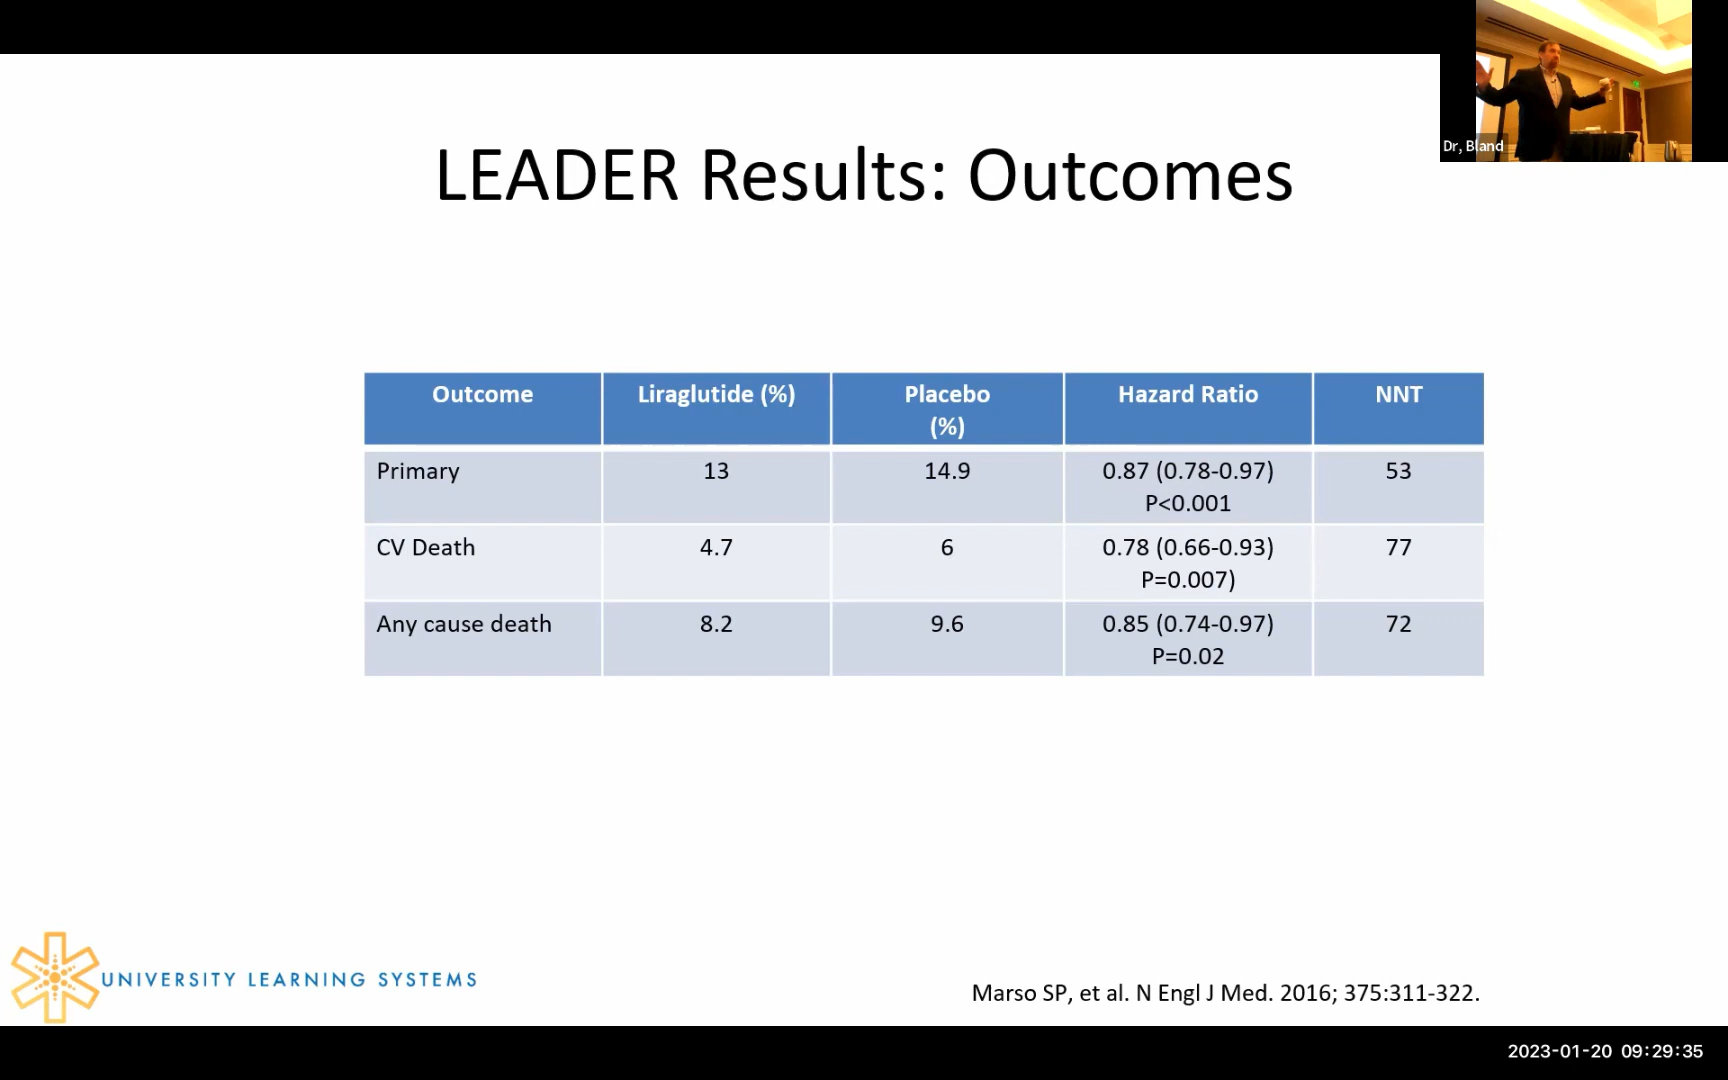 Dr, Bland
LEADER Results: Outcomes
Outcome Liraglutide (%) Placebo (%) Hazard Ratio NNT
Primary 13 14.9 0.87 (0.78-0.97) 53
P<0.001
CV Death 4.7 6 0.78 (0.66-0.93) 77
P=0.007)
Any cause death 8.2 9.6 0.85 (0.74-0.97) 72
P=0.02
UNIVERSITY LEARNING SYSTEMS
Marso SP, et al. N Engl J Med. 2016; 375:311-322.
2023-01-20 09:29:35